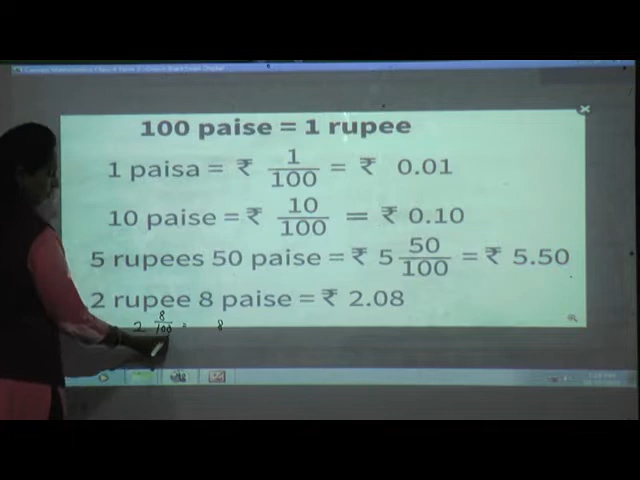 100 paise = 1 rupee
1 paisa = ₹ 1/100 = ₹ 0.01
10 paise = ₹ 10/100 = ₹ 0.10
5 rupees 50 paise = ₹ 5 50/100 = ₹ 5.50
2 rupee 8 paise = ₹ 2.08
2 8/100 = 8